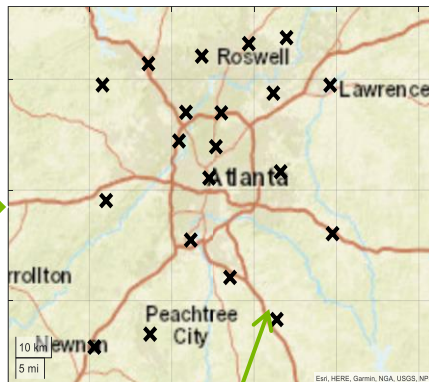 Roswell
Lawrence
Atlanta
rrollton
Peachtree
City
Newnan
10 km
5 mi
Esri, HERE, Garmin, NGA, USGS, NP